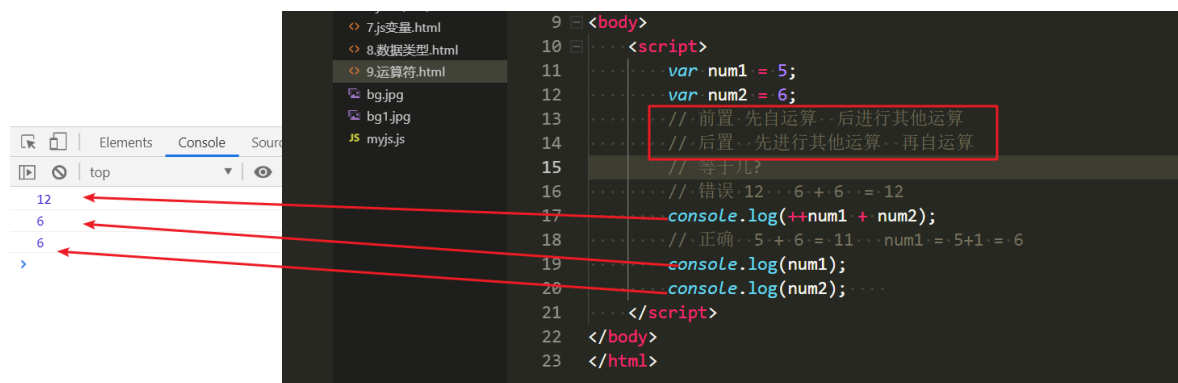 Elements Console Sourc
top
12
6
6
>
<> 7.js变量.html
<> 8.数据类型.html
<> 9.运算符.html
bg.jpg
bg1.jpg
JS myjs.js
9 <body>
10 <script>
11 var num1 = 5;
12 var num2 = 6;
13 // 前置 先自运算 后进行其他运算
14 // 后置 先进行其他运算 再自运算
15 // 等于几?
16 // 错误 12 6 + 6 = 12
17 console.log(++num1 + num2);
18 // 正确 5 + 6 = 11 num1 = 5+1 = 6
19 console.log(num1);
20 console.log(num2);
21 </script>
22 </body>
23 </html>